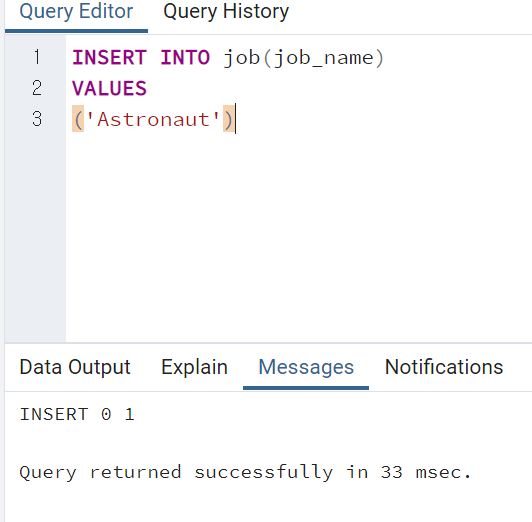 Query Editor Query History
1 INSERT INTO job(job_name)
2 VALUES
3 ('Astronaut')
Data Output Explain Messages Notifications
INSERT 0 1
Query returned successfully in 33 msec.